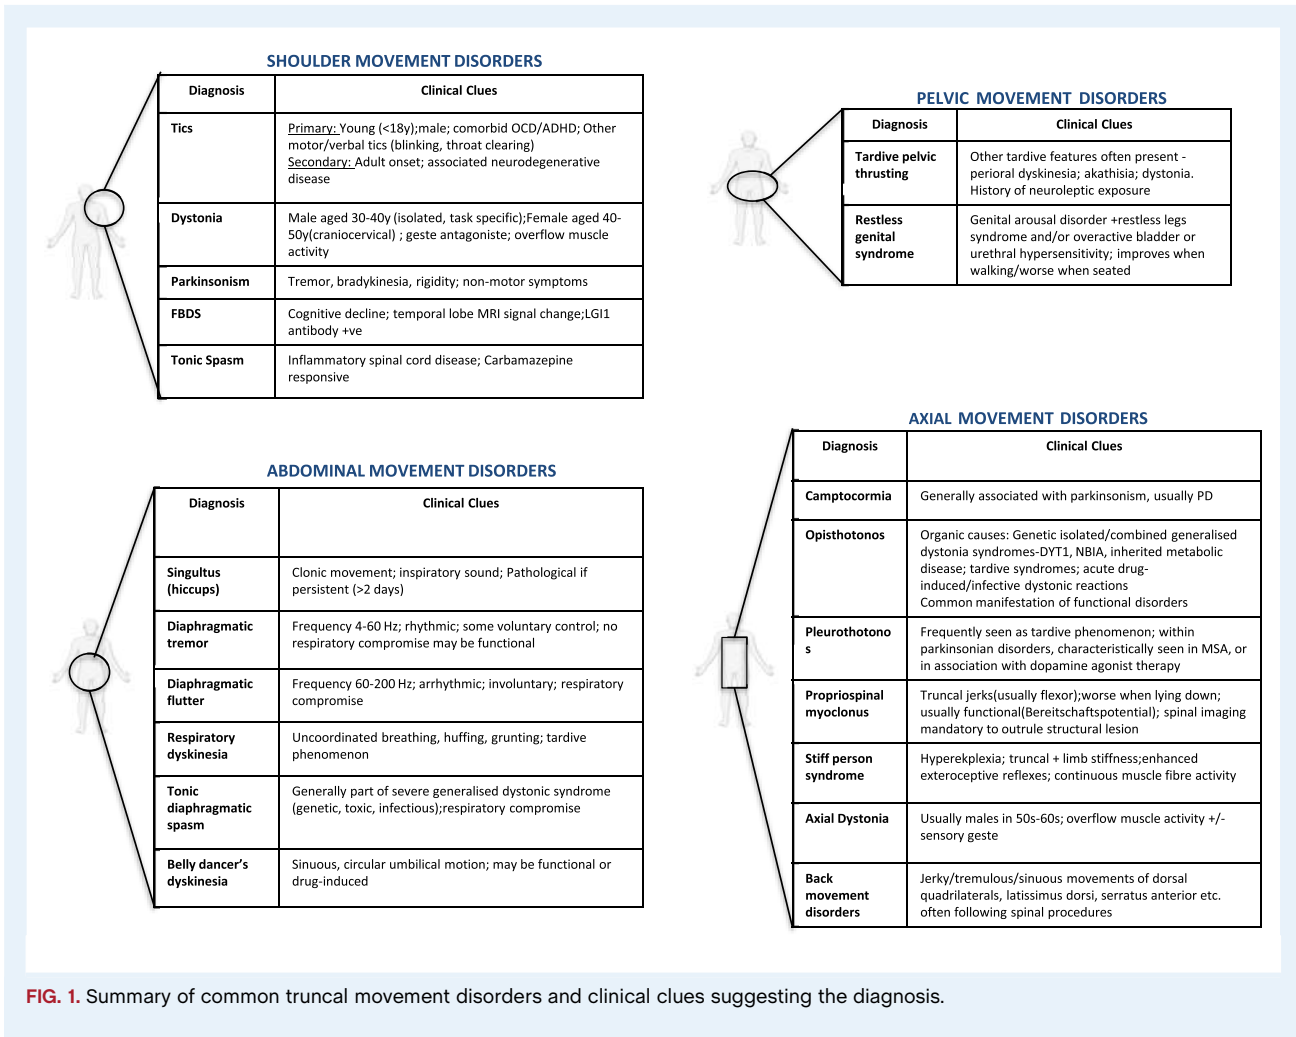 SHOULDER MOVEMENT DISORDERS
Diagnosis
Clinical Clues
Tics
Primary: Young (<18y);male; comorbid OCD/ADHD; Other
motor/verbal tics (blinking, throat clearing)
Secondary: Adult onset; associated neurodegenerative
disease
Dystonia
Male aged 30-40y (isolated, task specific);Female aged 40-
50y(craniocervical) ; geste antagoniste; overflow muscle
activity
Parkinsonism
Tremor, bradykinesia, rigidity; non-motor symptoms
FBDS
Cognitive decline; temporal lobe MRI signal change;LGI1
antibody +ve
Tonic Spasm
Inflammatory spinal cord disease; Carbamazepine
responsive
PELVIC MOVEMENT DISORDERS
Diagnosis
Clinical Clues
Tardive pelvic
thrusting
Other tardive features often present -
perioral dyskinesia; akathisia; dystonia.
History of neuroleptic exposure
Restless
genital
syndrome
Genital arousal disorder +restless legs
syndrome and/or overactive bladder or
urethral hypersensitivity; improves when
walking/worse when seated
ABDOMINAL MOVEMENT DISORDERS
Diagnosis
Clinical Clues
Singultus
(hiccups)
Clonic movement; inspiratory sound; Pathological if
persistent (>2 days)
Diaphragmatic
tremor
Frequency 4-60 Hz; rhythmic; some voluntary control; no
respiratory compromise may be functional
Diaphragmatic
flutter
Frequency 60-200 Hz; arrhythmic; involuntary; respiratory
compromise
Respiratory
dyskinesia
Uncoordinated breathing, huffing, grunting; tardive
phenomenon
Tonic
diaphragmatic
spasm
Generally part of severe generalised dystonic syndrome
(genetic, toxic, infectious);respiratory compromise
Belly dancer's
dyskinesia
Sinuous, circular umbilical motion; may be functional or
drug-induced
AXIAL MOVEMENT DISORDERS
Diagnosis
Clinical Clues
Camptocormia
Generally associated with parkinsonism, usually PD
Opisthotonos
Organic causes: Genetic isolated/combined generalised
dystonia syndromes-DYT1, NBIA, inherited metabolic
disease; tardive syndromes; acute drug-
induced/infective dystonic reactions
Common manifestation of functional disorders
Pleurothotono
s
Frequently seen as tardive phenomenon; within
parkinsonian disorders, characteristically seen in MSA, or
in association with dopamine agonist therapy
Propriospinal
myoclonus
Truncal jerks(usually flexor);worse when lying down;
usually functional(Bereitschaftspotential); spinal imaging
mandatory to outrule structural lesion
Stiff person
syndrome
Hyperekplexia; truncal + limb stiffness;enhanced
exteroceptive reflexes; continuous muscle fibre activity
Axial Dystonia
Usually males in 50s-60s; overflow muscle activity +/-
sensory geste
Back
movement
disorders
Jerky/tremulous/sinuous movements of dorsal
quadrilaterals, latissimus dorsi, serratus anterior etc.
often following spinal procedures
FIG. 1. Summary of common truncal movement disorders and clinical clues suggesting the diagnosis.